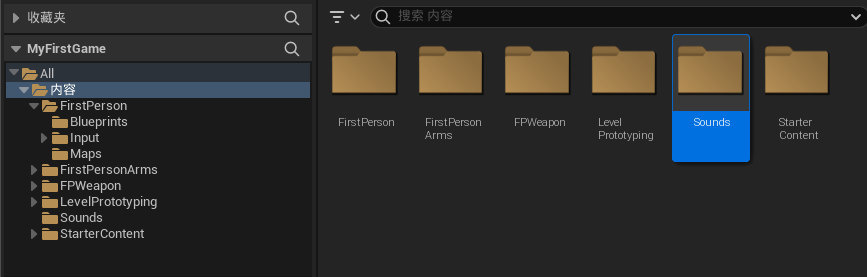 收藏夹
MyFirstGame
All
内容
FirstPerson
Blueprints
Input
Maps
FirstPersonArms
FPWeapon
LevelPrototyping
Sounds
StarterContent
搜索 内容
FirstPerson
FirstPerson
Arms
FPWeapon
Level
Prototyping
Sounds
Starter
Content